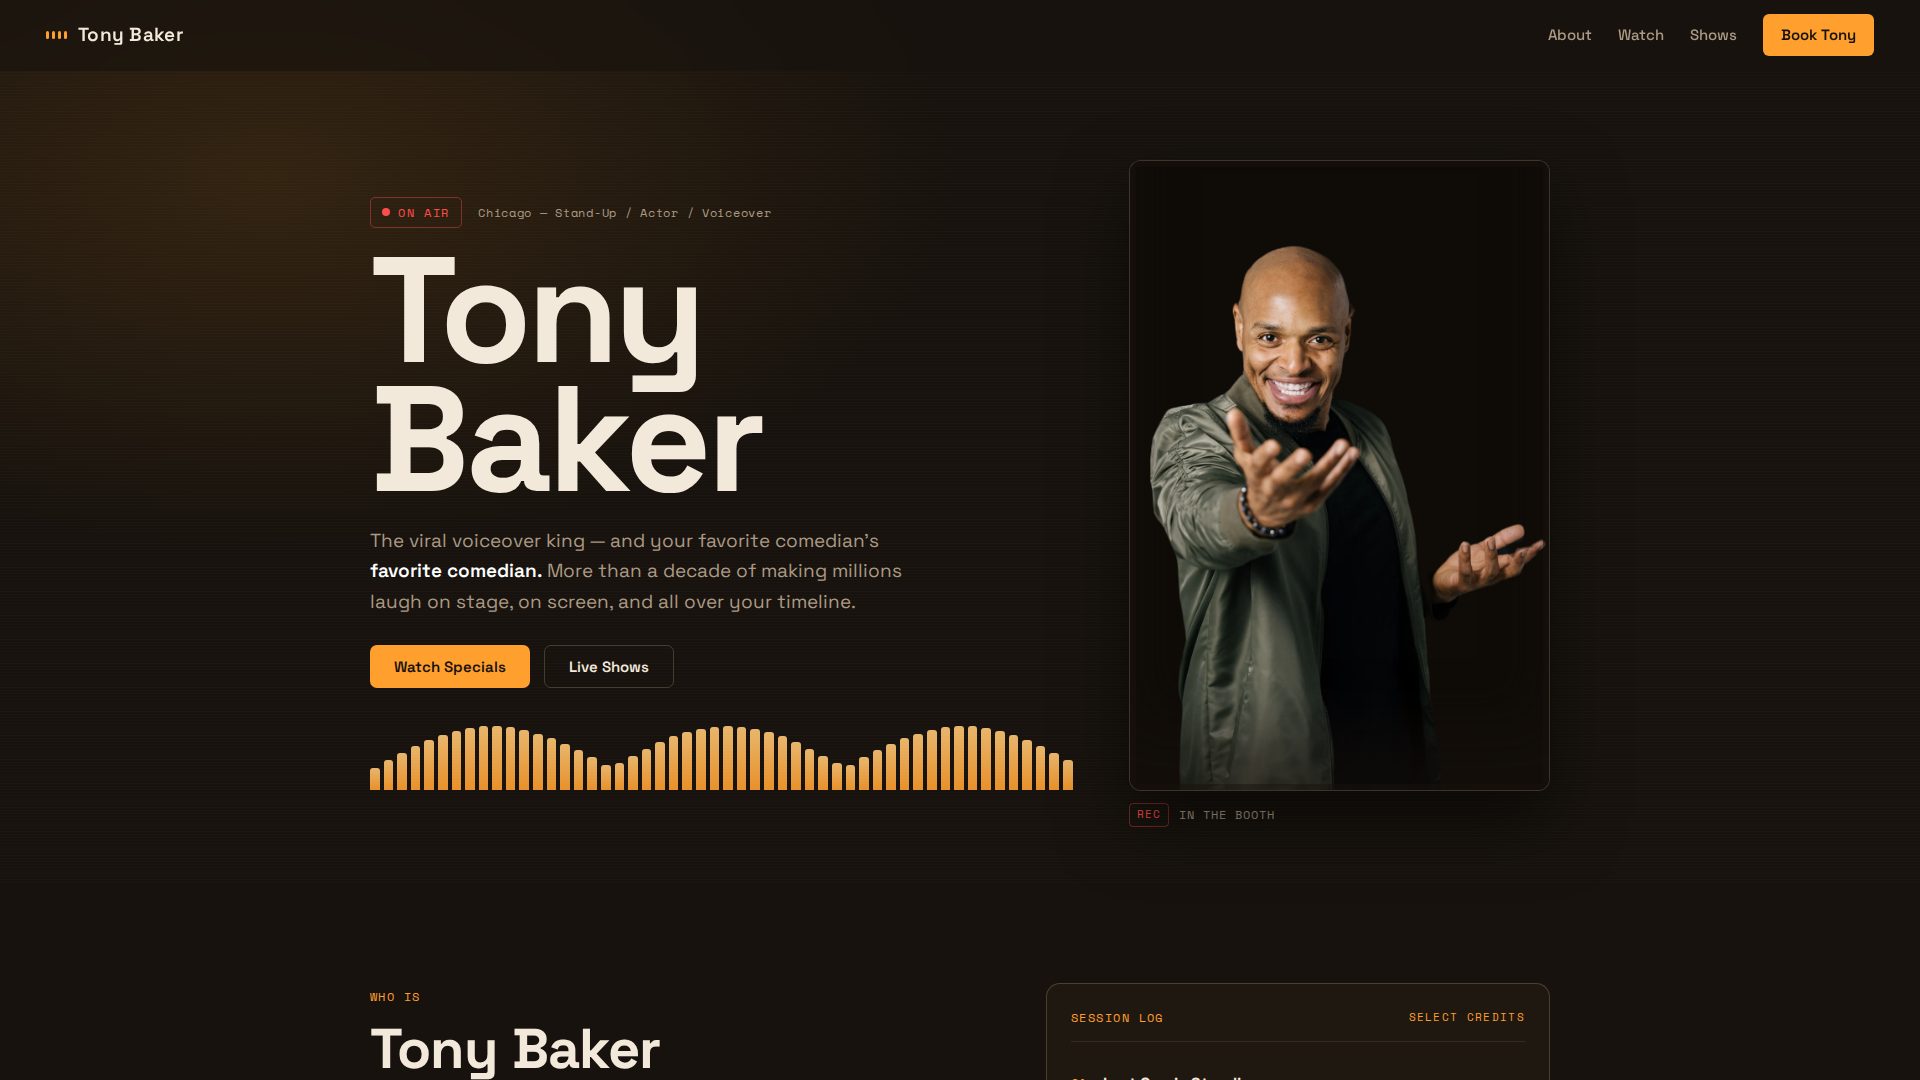 Tony Baker
About
Watch
Shows
Book Tony
ON AIR
Chicago — Stand-Up / Actor / Voiceover
Tony
Baker
The viral voiceover king — and your favorite comedian's
favorite comedian. More than a decade of making millions
laugh on stage, on screen, and all over your timeline.
Watch Specials
Live Shows
REC
IN THE BOOTH
WHO IS
Tony Baker
SESSION LOG
SELECT CREDITS